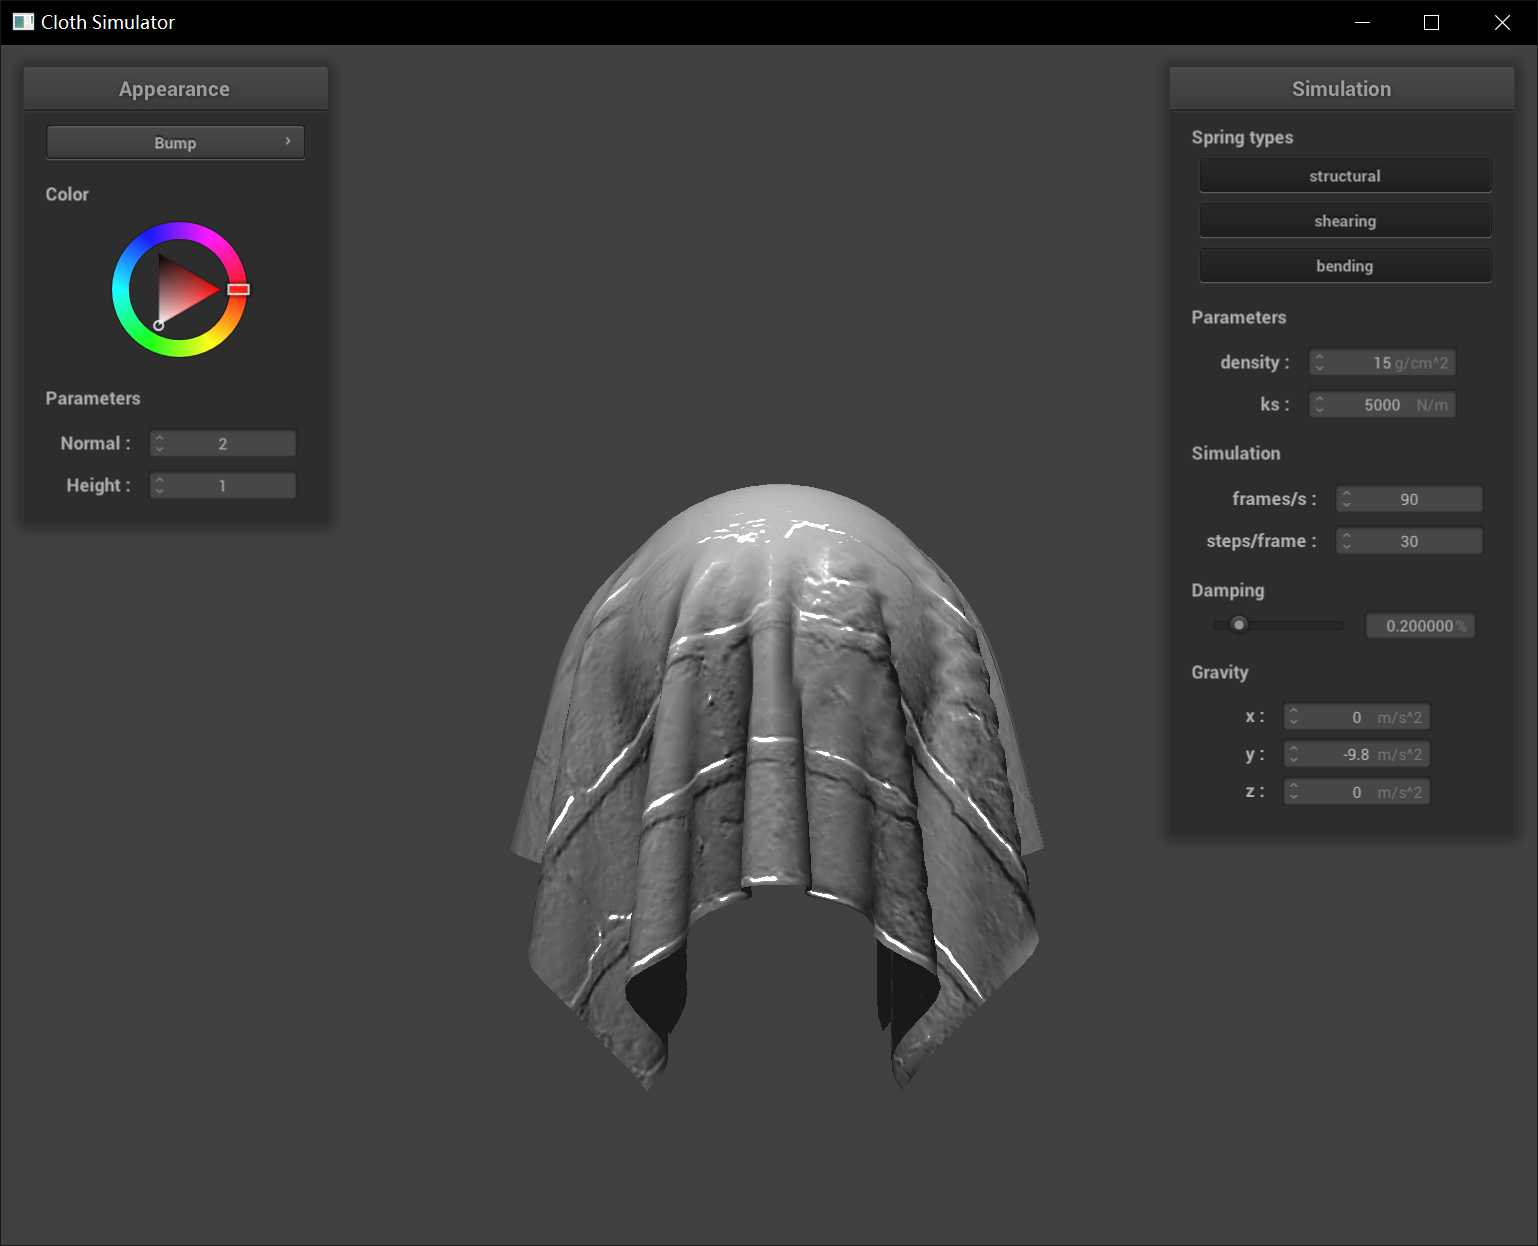 Cloth Simulator
Appearance
Bump
Color
Parameters
Normal :
2
Height :
1
Simulation
Spring types
structural
shearing
bending
Parameters
density :
15 g/cm^2
ks :
5000 N/m
Simulation
frames/s :
90
steps/frame :
30
Damping
0.200000 %
Gravity
x :
0 m/s^2
y :
-9.8 m/s^2
z :
0 m/s^2